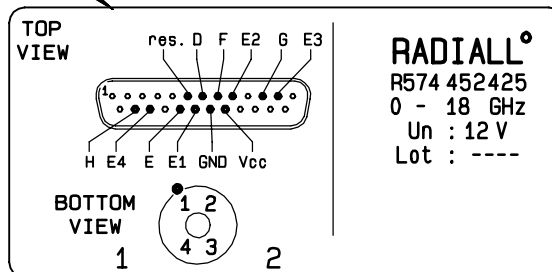 TOP
VIEW
res. D F E2 G E3
1
H E4 E E1 GND Vcc
BOTTOM
VIEW
1 2
4 3
1 2
RADIALL°
R574 452425
0 - 18 GHz
Un : 12 V
Lot : ----